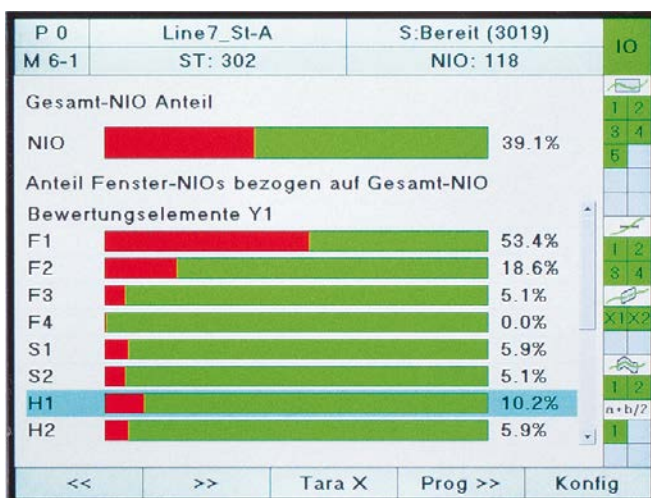 P 0 Line7_St-A S:Bereit (3019) IO
M 6-1 ST: 302 NIO: 118
Gesamt-NIO Anteil
NIO 39.1%
Anteil Fenster-NIOs bezogen auf Gesamt-NIO
Bewertungselemente Y1
F1 53.4%
F2 18.6%
F3 5.1%
F4 0.0%
S1 5.9%
S2 5.1%
H1 10.2%
H2 5.9%
1 2
3 4
5
1 2
3 4
X1 X2
1 2
a+b/2
1
<< >> Tara X Prog >> Konfig